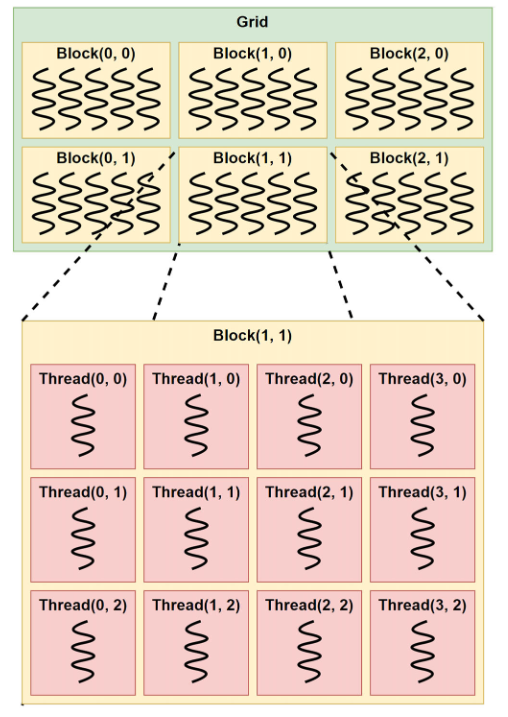 Grid
Block(0, 0) Block(1, 0) Block(2, 0)
Block(0, 1) Block(1, 1) Block(2, 1)
Block(1, 1)
Thread(0, 0) Thread(1, 0) Thread(2, 0) Thread(3, 0)
Thread(0, 1) Thread(1, 1) Thread(2, 1) Thread(3, 1)
Thread(0, 2) Thread(1, 2) Thread(2, 2) Thread(3, 2)